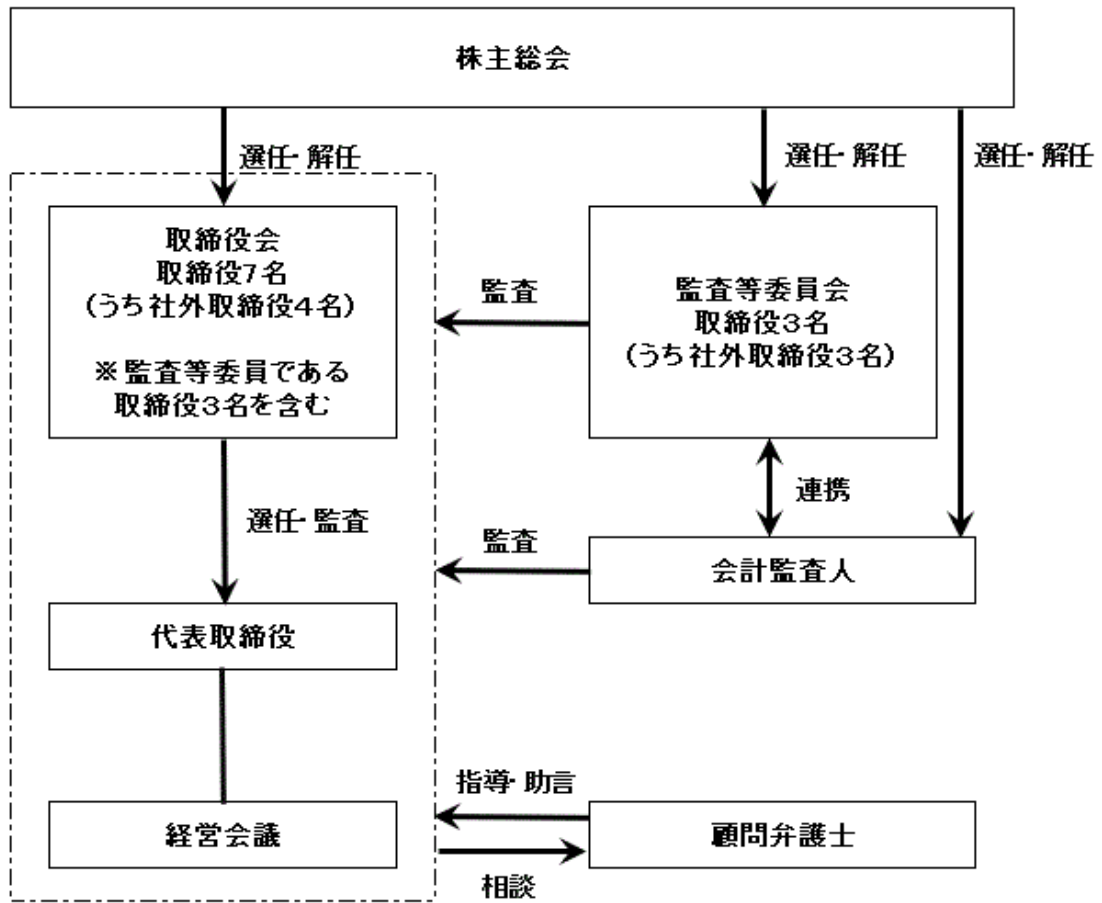 株主総会
選任・解任
選任・解任
選任・解任
取締役会
取締役7名
(うち社外取締役4名)
※監査等委員である
取締役3名を含む
監査
監査等委員会
取締役3名
(うち社外取締役3名)
連携
選任・監査
監査
会計監査人
代表取締役
指導・助言
経営会議
顧問弁護士
相談